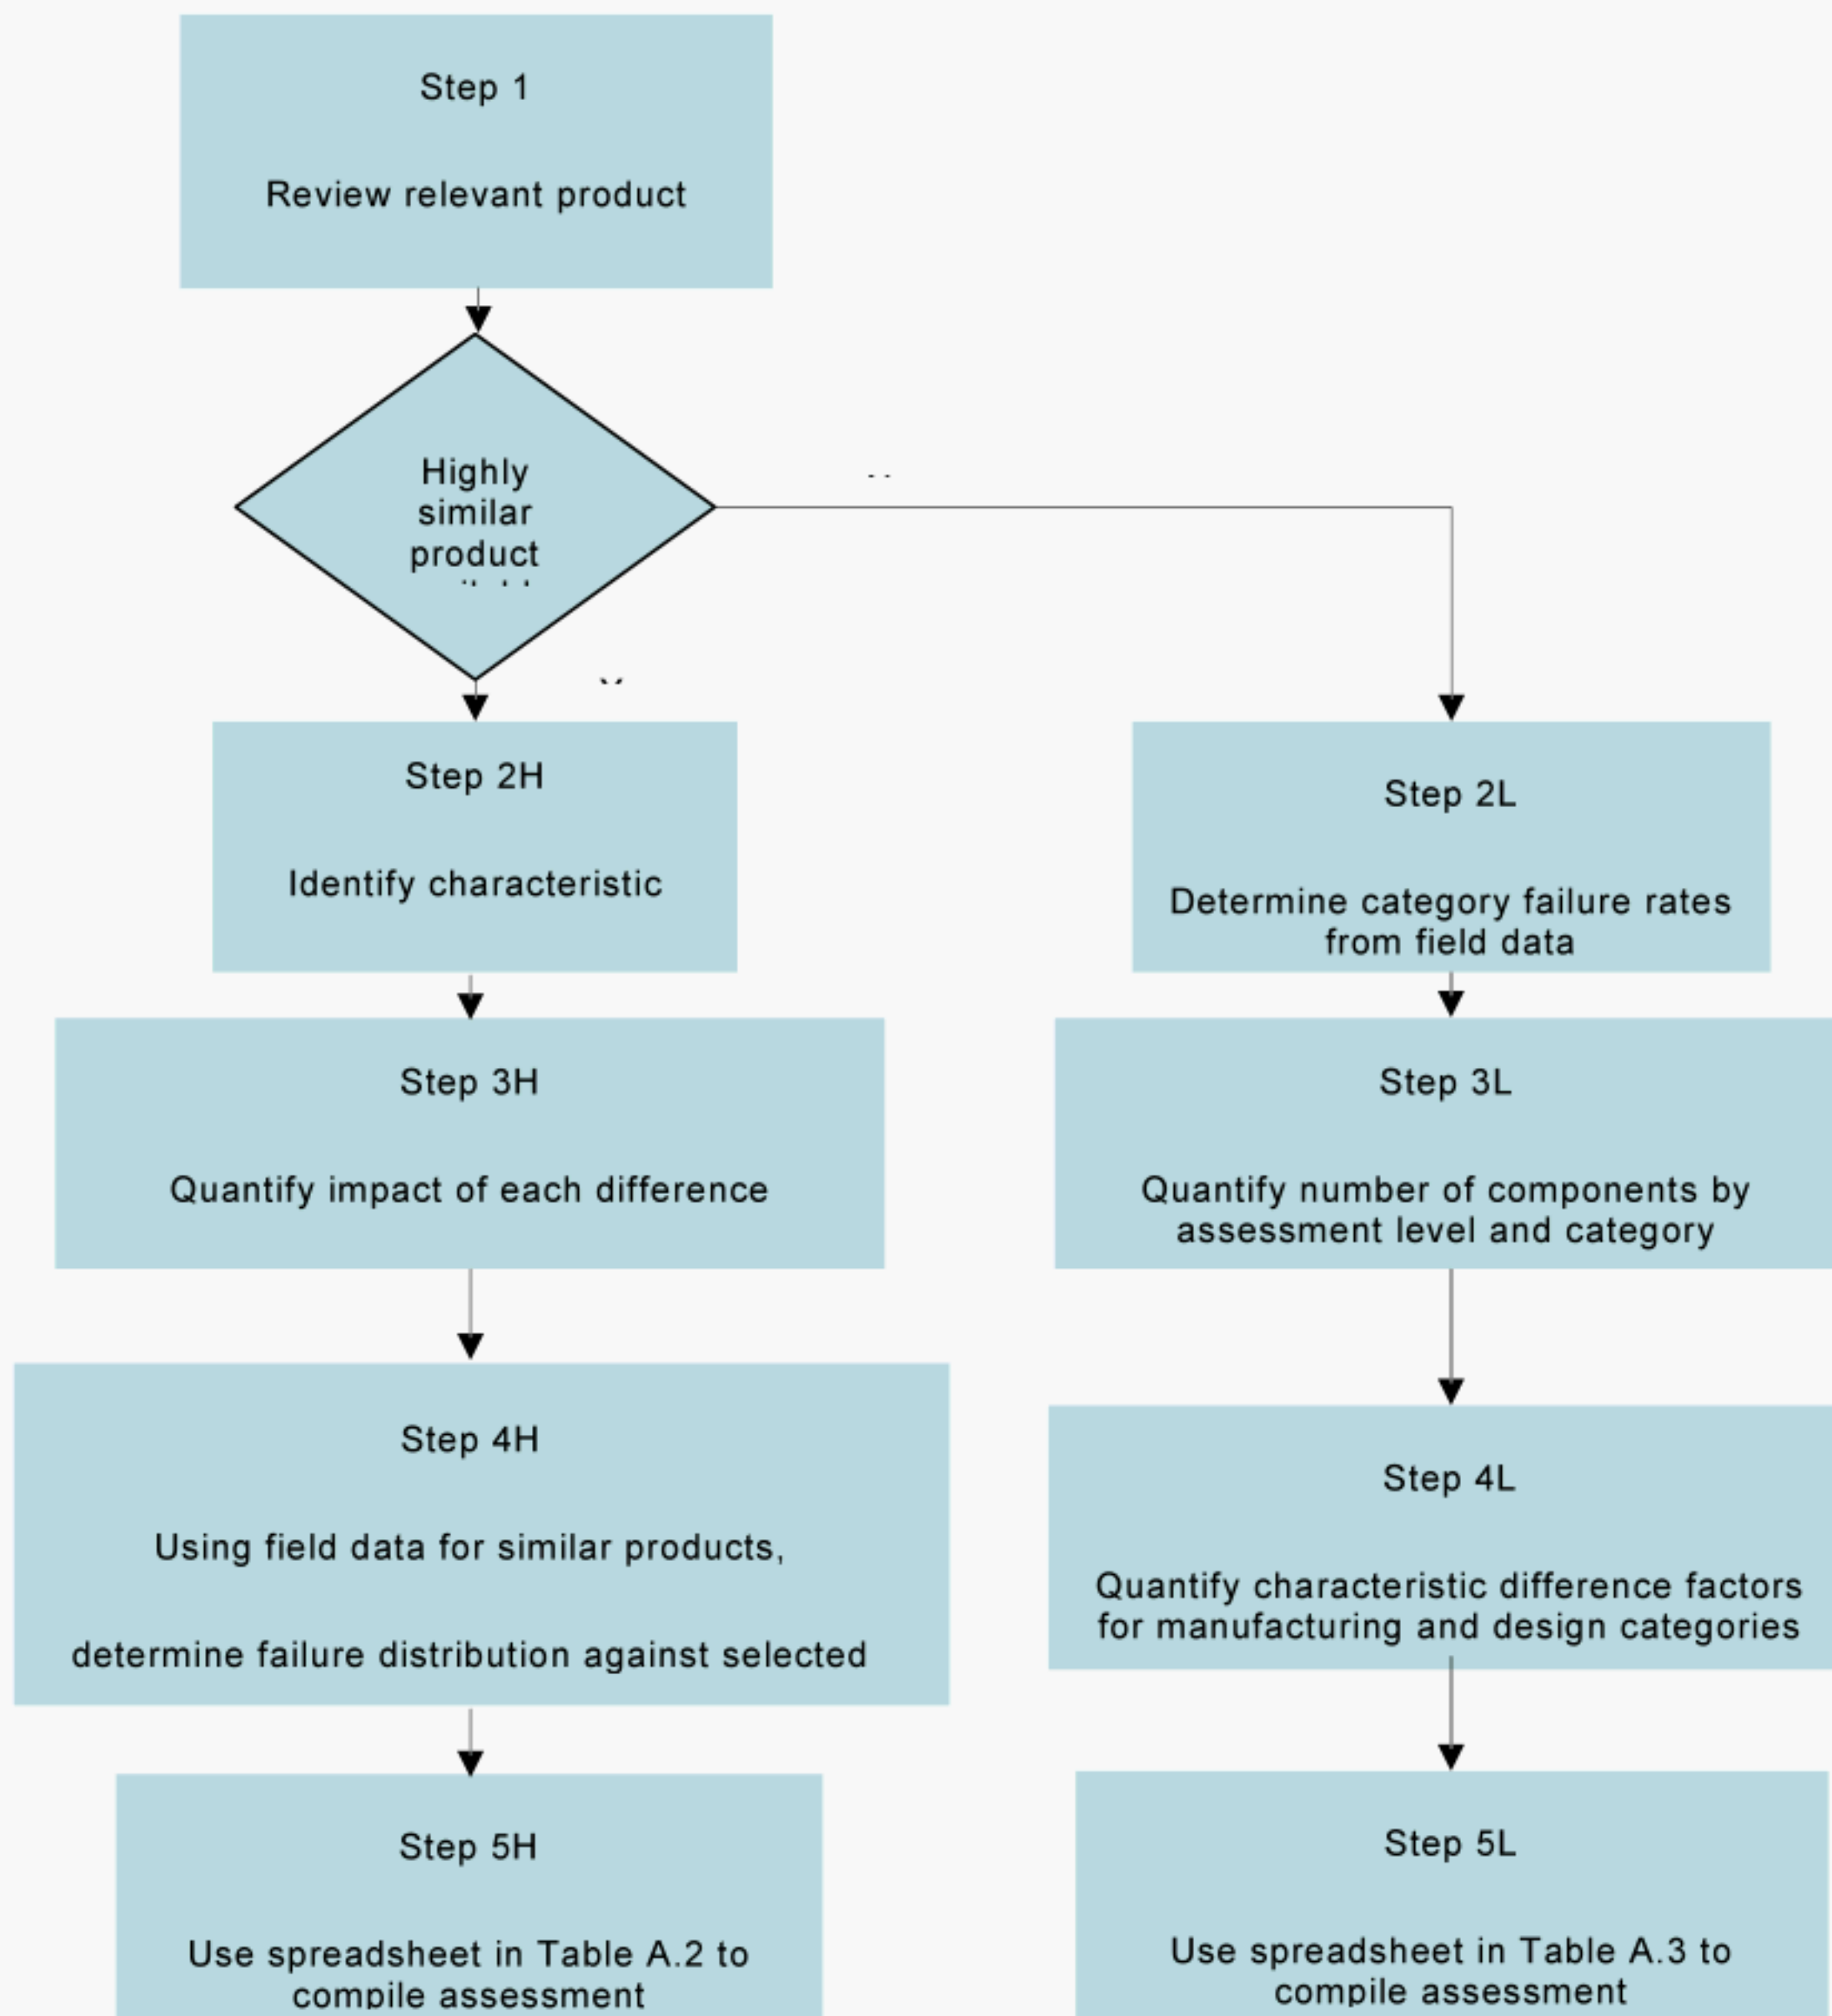 Step 1
Review relevant product
Highly
similar
product
Step 2H
Identify characteristic
Step 2L
Determine category failure rates
from field data
Step 3H
Quantify impact of each difference
Step 3L
Quantify number of components by
assessment level and category
Step 4H
Using field data for similar products,
determine failure distribution against selected
Step 4L
Quantify characteristic difference factors
for manufacturing and design categories
Step 5H
Use spreadsheet in Table A.2 to
compile assessment
Step 5L
Use spreadsheet in Table A.3 to
compile assessment